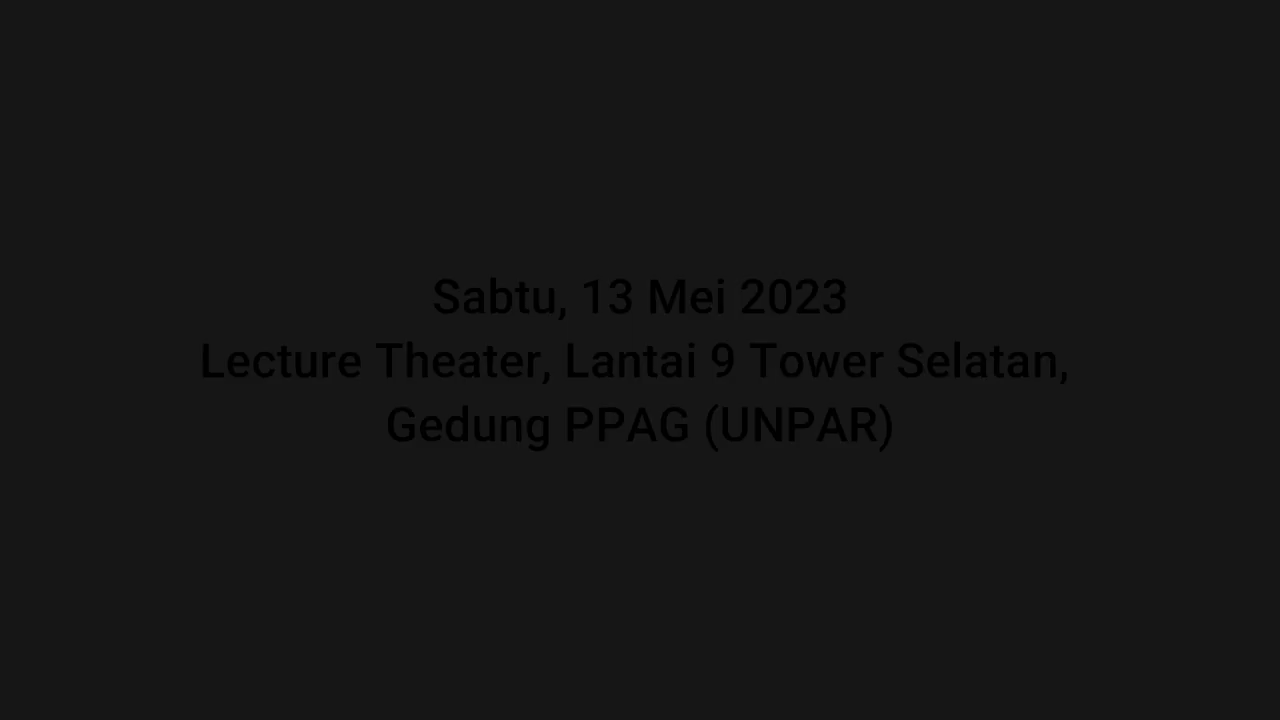 Sabtu, 13 Mei 2023
Lecture Theater, Lantai 9 Tower Selatan,
Gedung PPAG (UNPAR)